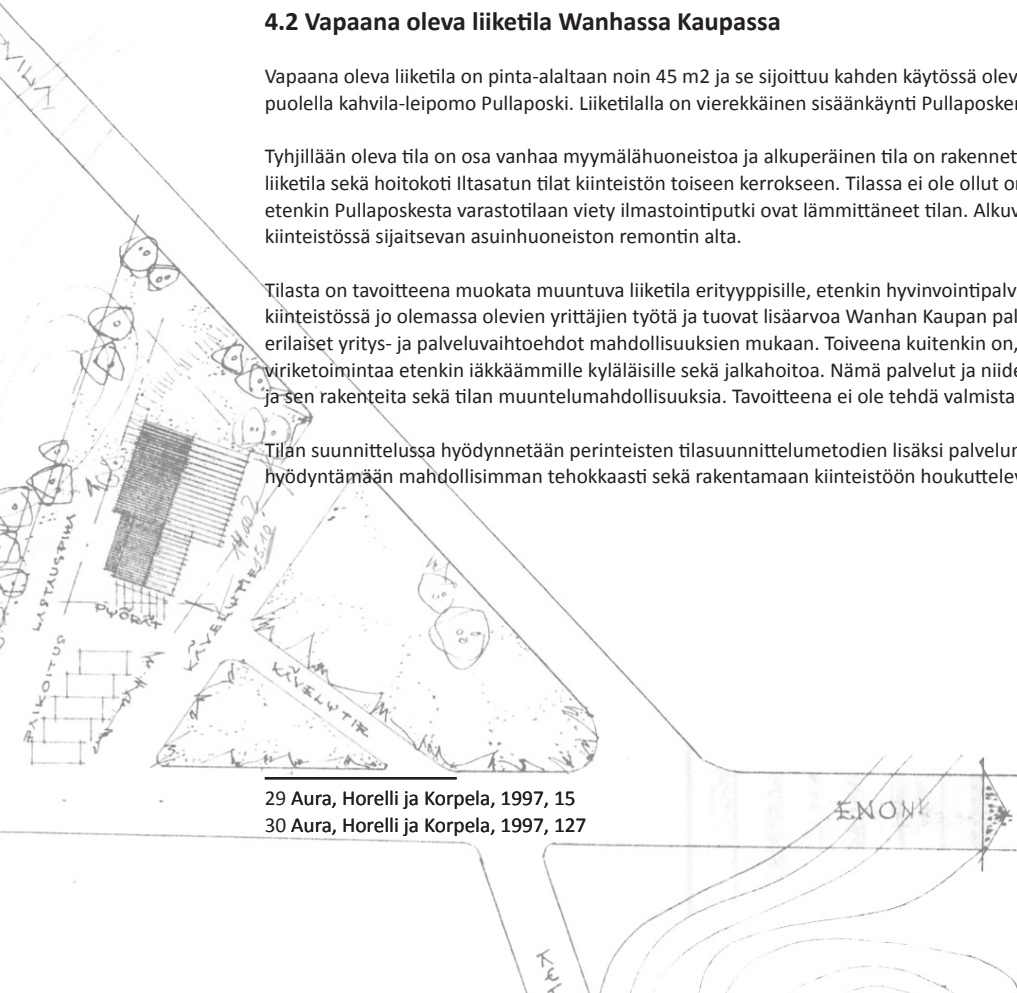 4.2 Vapaana oleva liiketila Wanhassa Kaupassa
Vapaana oleva liiketila on pinta-alaltaan noin 45 m2 ja se sijoittuu kahden käytössä olev
puolella kahvila-leipomo Pullaposki. Liiketilalla on vierekkäinen sisäänkäynti Pullaposken
Tyhjillään oleva tila on osa vanhaa myymälähuoneistoa ja alkuperäinen tila on rakennet
liiketila sekä hoitokoti Iltasatun tilat kiinteistön toiseen kerrokseen. Tilassa ei ole ollut
etenkin Pullaposkesta varastotilaan viety ilmastointiputki ovat lämmittäneet tilan. Alkuv
kiinteistössä sijaitsevan asuinhuoneiston remontin alta.
Tilasta on tavoitteena muokata muuntuva liiketila erityyppisille, etenkin hyvinvointipalv
kiinteistössä jo olemassa olevien yrittäjien työtä ja tuovat lisäarvoa Wanhan Kaupan pal
erilaiset yritys- ja palveluvaihtoehdot mahdollisuuksien mukaan. Toiveena kuitenkin on,
viriketoimintaa etenkin iäkkäämmille kyläläisille sekä jalkahoitoa. Nämä palvelut ja niide
ja sen rakenteita sekä tilan muuntelumahdollisuuksia. Tavoitteena ei ole tehdä valmista
Tilan suunnittelussa hyödynnetään perinteisten tilasuunnittelumetodien lisäksi palvelun
hyödyntämään mahdollisimman tehokkaasti sekä rakentamaan kiinteistöön houkuttelev
LASTAUSPIHA
PYÖRÄT
PAIKOITUS
KÄVELYTIE
KÄVELYTIE
29 Aura, Horelli ja Korpela, 1997, 15
30 Aura, Horelli ja Korpela, 1997, 127
ENONK